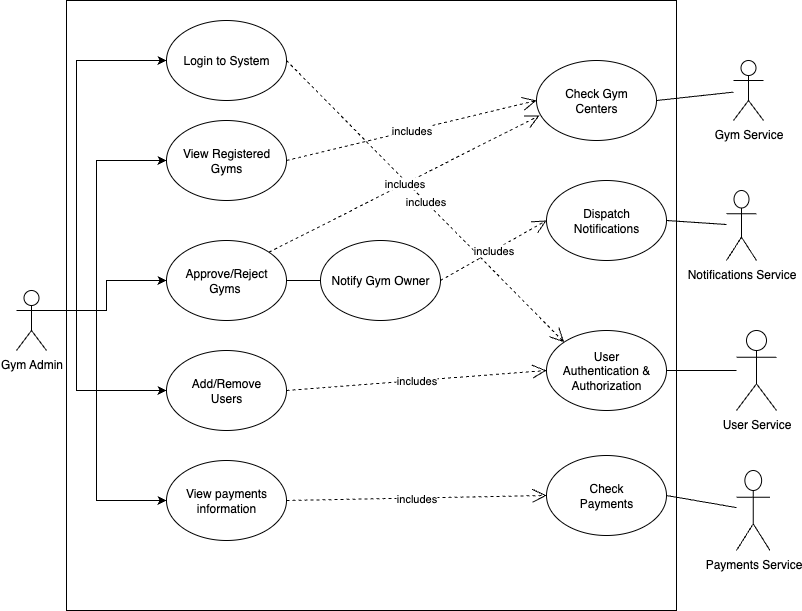 Login to System
Check Gym
Centers
Gym Service
includes
View Registered
Gyms
includes
includes
Dispatch
Notifications
includes
Notifications Service
Approve/Reject
Gyms
Notify Gym Owner
Gym Admin
User
Authentication &
Authorization
includes
Add/Remove
Users
User Service
View payments
information
includes
Check
Payments
Payments Service